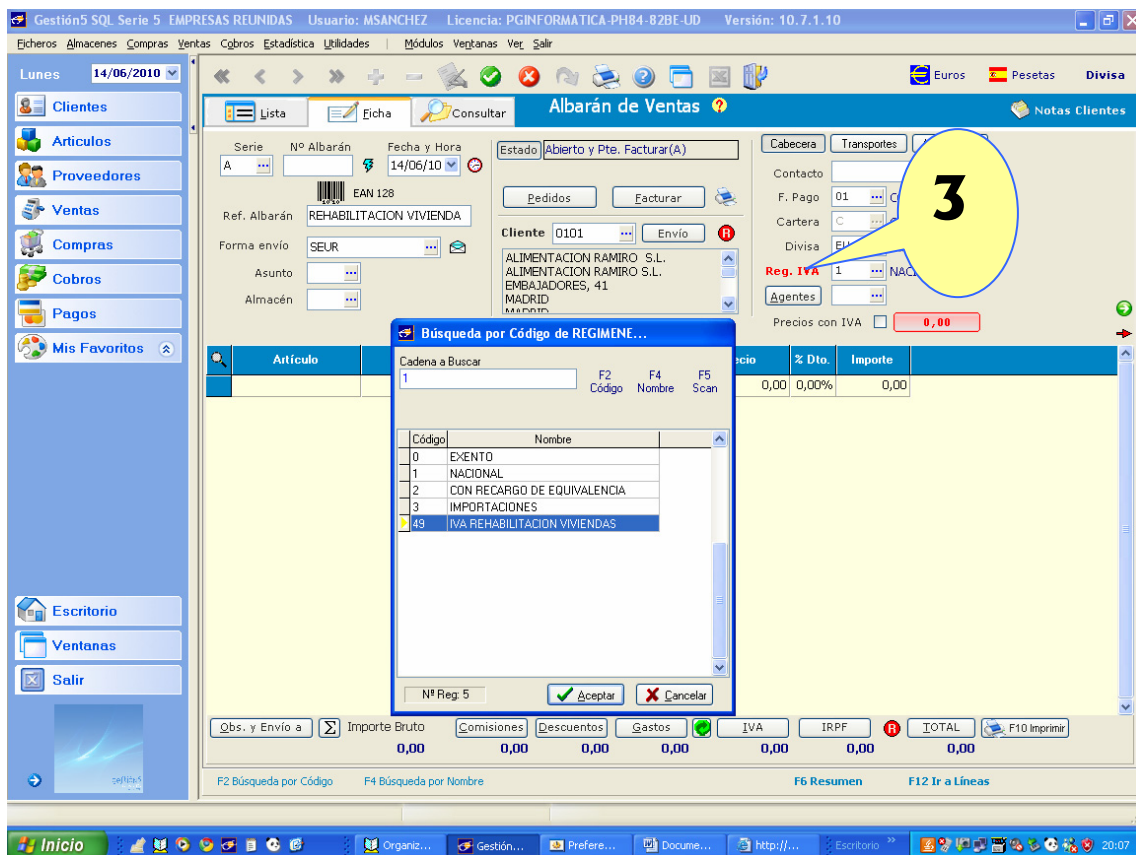 Gestión5 SQL Serie 5 EMPRESAS REUNIDAS Usuario: MSANCHEZ Licencia: PGINFORMATICA-PH84-82BE-UD Versión: 10.7.1.10
Ficheros Almacenes Compras Ventas Cobros Estadística Utilidades | Módulos Ventanas Ver Salir
Lunes 14/06/2010
Euros Pesetas Divisa
Clientes
Articulos
Proveedores
Ventas
Compras
Cobros
Pagos
Mis Favoritos
Escritorio
Ventanas
Salir
Lista Ficha Consultar Albarán de Ventas Notas Clientes
Serie Nº Albarán Fecha y Hora
A ... 14/06/10
EAN 128
Ref. Albarán REHABILITACION VIVIENDA
Forma envío SEUR ...
Asunto ...
Almacén ...
Estado Abierto y Pte. Facturar(A)
Pedidos Facturar
Cliente 0101 ... Envío R
ALIMENTACION RAMIRO S.L.
ALIMENTACION RAMIRO S.L.
EMBAJADORES, 41
MADRID
MADRID
Cabecera Transportes
Contacto
F. Pago 01 ...
Cartera C ...
Divisa
Reg. IVA 1 ...
Agentes ...
Precios con IVA 0,00
3
Artículo % Dto. Importe
0,00 0,00% 0,00
Búsqueda por Código de REGIMENE...
Cadena a Buscar
1
F2 F4 F5
Código Nombre Scan
Código Nombre
0 EXENTO
1 NACIONAL
2 CON RECARGO DE EQUIVALENCIA
3 IMPORTACIONES
49 IVA REHABILITACION VIVIENDAS
Nº Reg: 5 Aceptar Cancelar
Obs. y Envío a Σ Importe Bruto Comisiones Descuentos Gastos IVA IRPF R TOTAL F10 Imprimir
0,00 0,00 0,00 0,00 0,00 0,00 0,00
F2 Búsqueda por Código F4 Búsqueda por Nombre F6 Resumen F12 Ir a Líneas
Inicio Organiz... Gestión... Prefere... Docume... http://... Escritorio » 20:07